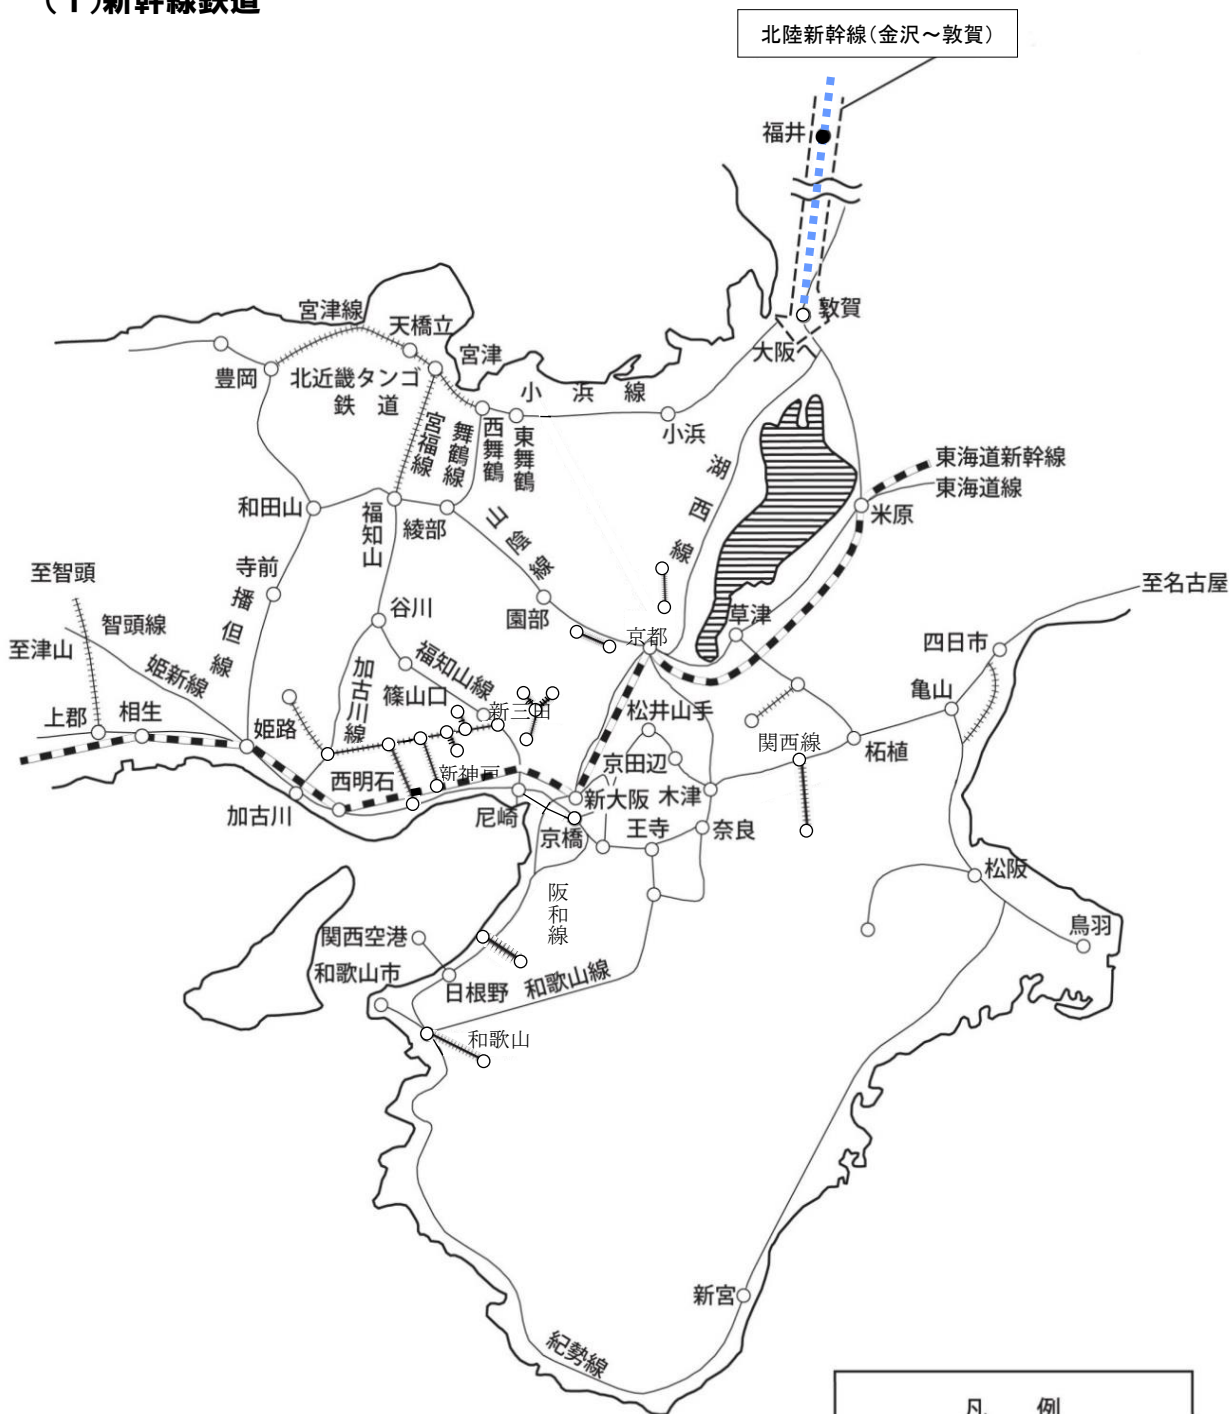 (1)新幹線鉄道
北陸新幹線(金沢～敦賀)
福井
敦賀
大阪
宮津線
天橋立
宮津
豊岡
北近畿タンゴ
鉄道
小浜線
宮福線
舞鶴線
西舞鶴
東舞鶴
小浜
湖西線
東海道新幹線
東海道線
米原
和田山
福知山
綾部
山陰線
至智頭
寺前
播但線
智頭線
至津山
姫新線
谷川
園部
京都
草津
至名古屋
四日市
加古川線
福知山線
篠山口
新三田
松井山手
亀山
上郡
相生
姫路
京田辺
関西線
柘植
西明石
新神戸
新大阪
木津
加古川
尼崎
京橋
王寺
奈良
松阪
阪和線
鳥羽
関西空港
和歌山市
日根野
和歌山線
和歌山
新宮
紀勢線
凡例